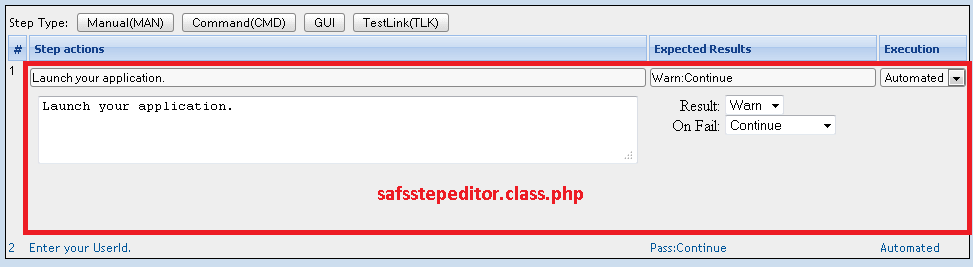 Step Type: Manual(MAN) Command(CMD) GUI TestLink(TLK)
# Step actions Expected Results Execution
1
Launch your application. Warn:Continue Automated
Launch your application. Result: Warn
On Fail: Continue
safsstepeditor.class.php
2 Enter your UserId. Pass:Continue Automated